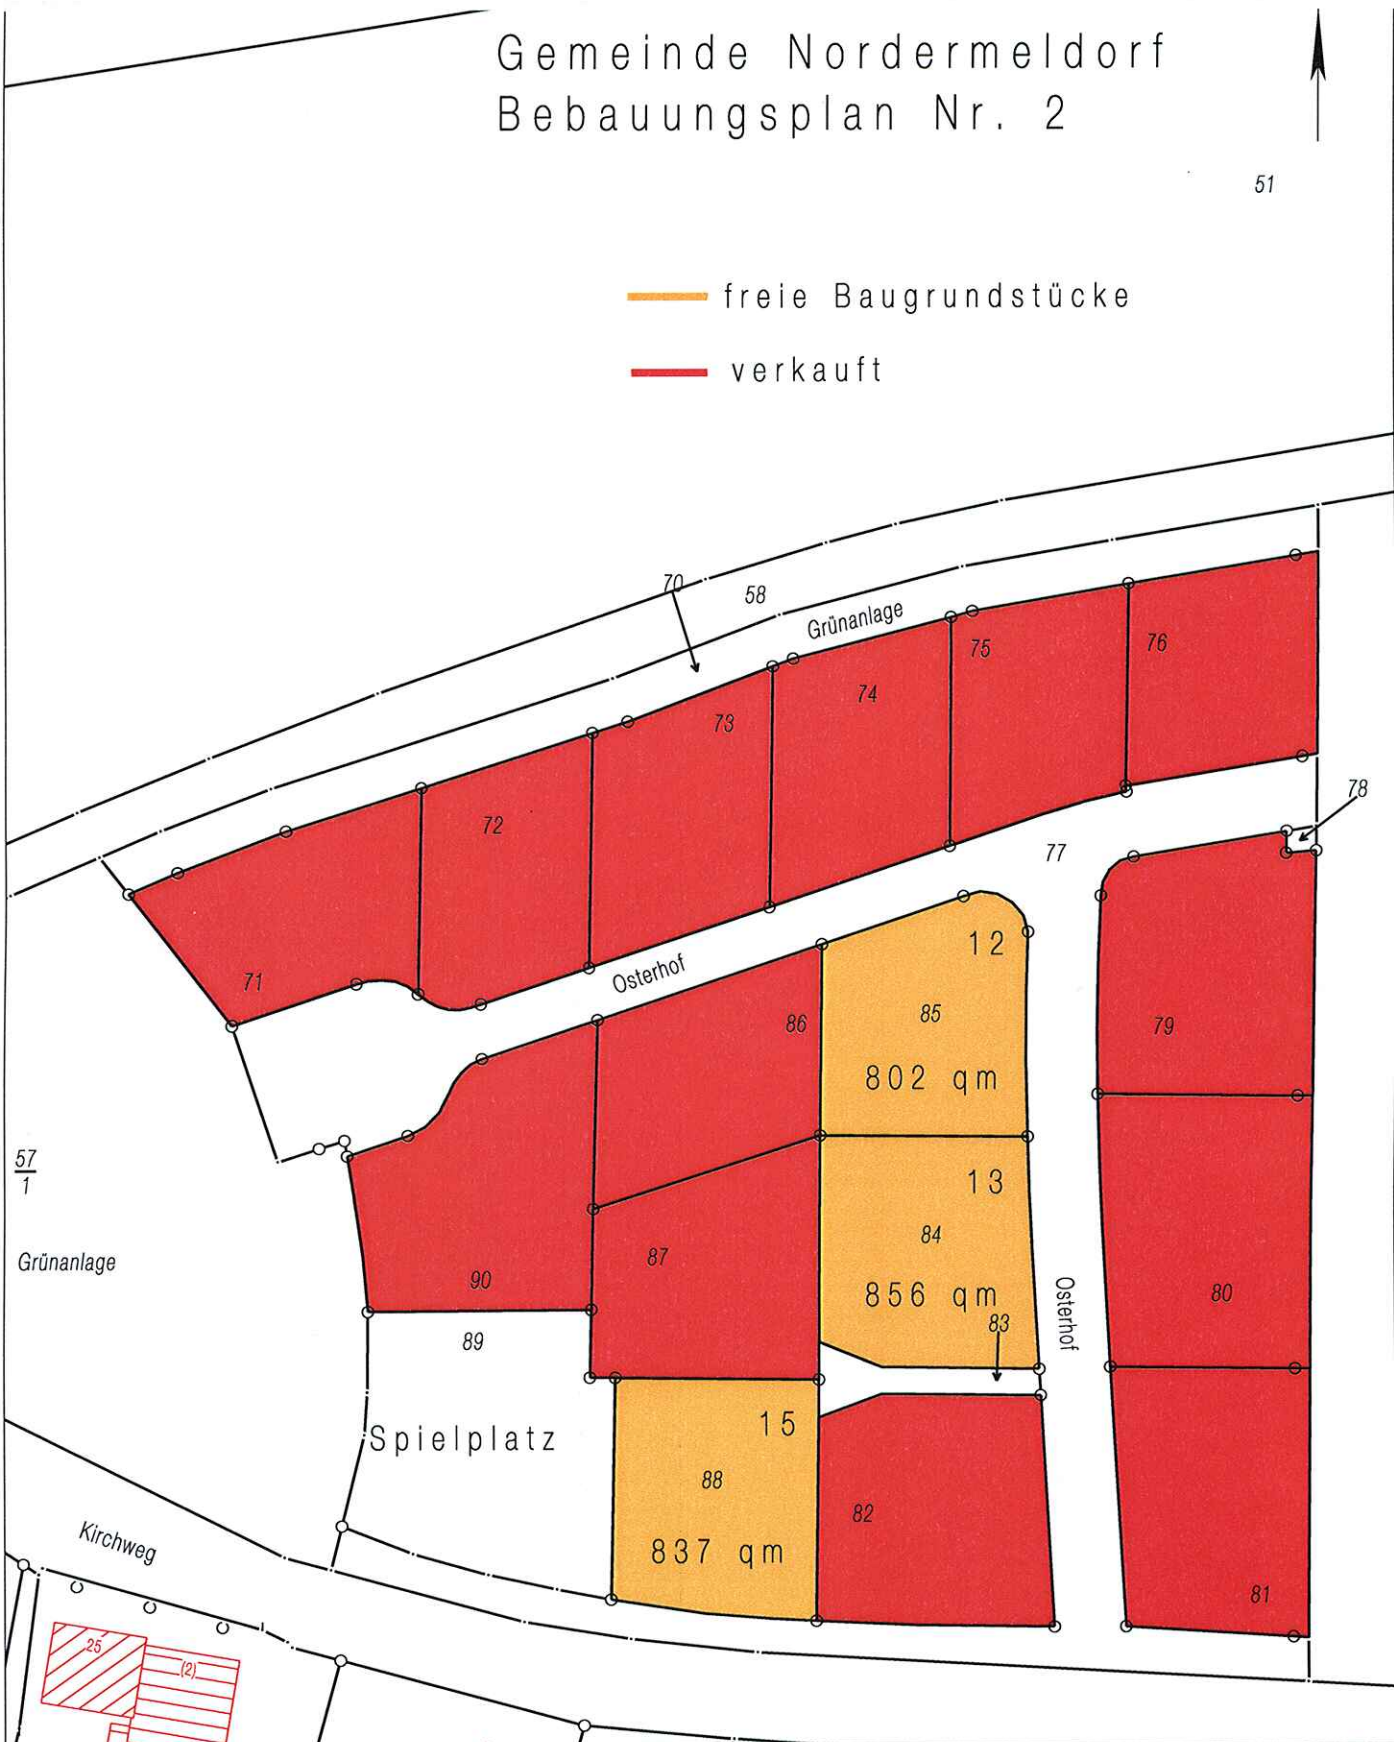 Gemeinde Nordermeldorf
Bebauungsplan Nr. 2
51
freie Baugrundstücke
verkauft
70
58
Grünanlage
75
76
74
73
78
72
77
12
Osterhof
71
85
86
79
802 qm
57
1
13
84
87
Grünanlage
90
856 qm
80
83
Osterhof
89
15
Spielplatz
88
82
Kirchweg
837 qm
81
25
(2)